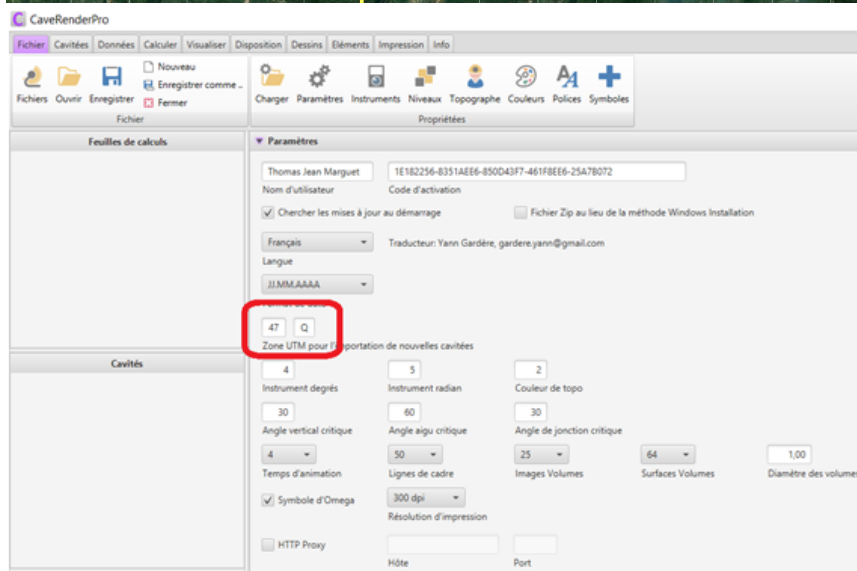 CaveRenderPro
Fichier Cavitées Données Calculer Visualiser Disposition Dessins Eléments Impression Info
Nouveau
Enregistrer comme ..
Fermer
Fichiers Ouvrir Enregistrer
Charger Paramètres Instruments Niveaux Topographe Couleurs Polices Symboles
Fichier
Propriétées
Feuilles de calculs
Paramètres
Thomas Jean Marguet 1E182256-8351AEE6-850D43F7-461F8EE6-25A7B072
Nom d'utilisateur Code d'activation
Chercher les mises à jour au démarrage Fichier Zip au lieu de la méthode Windows Installation
Français Traducteur: Yann Gardère, gardere.yann@gmail.com
Langue
JJ.MM.AAAA
47 Q
Zone UTM pour l'importation de nouvelles cavitées
Cavités
4 5 2
Instrument degrés Instrument radian Couleur de topo
30 60 30
Angle vertical critique Angle aigu critique Angle de jonction critique
4 50 25 64 1,00
Temps d'animation Lignes de cadre Images Volumes Surfaces Volumes Diamètre des volumes
Symbole d'Omega 300 dpi
Résolution d'impression
HTTP Proxy
Hôte Port